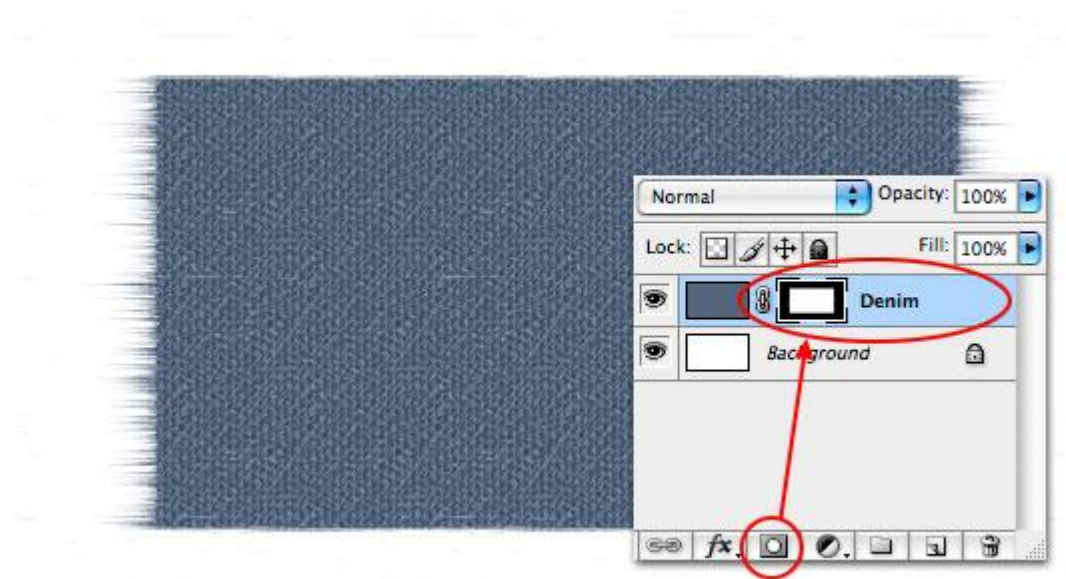 Normal Opacity: 100%
Lock: Fill: 100%
Denim
Background
fx.